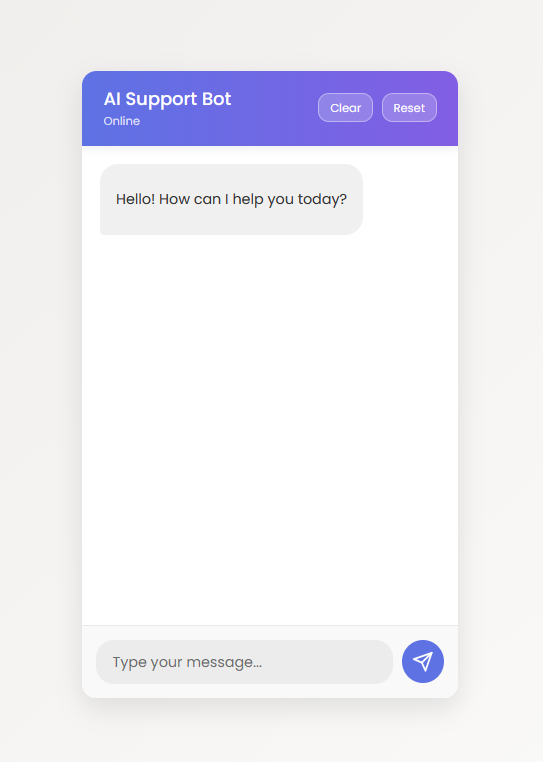 AI Support Bot
Online
Clear
Reset
Hello! How can I help you today?
Type your message...